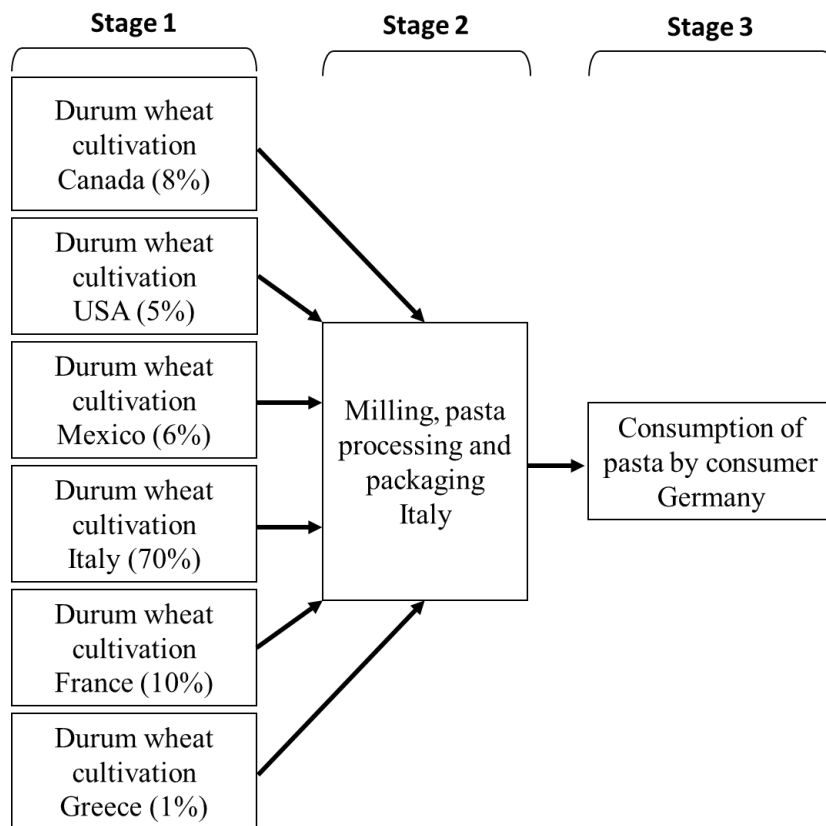 Stage 1
Stage 2
Stage 3
Durum wheat
cultivation
Canada (8%)
Durum wheat
cultivation
USA (5%)
Durum wheat
cultivation
Mexico (6%)
Durum wheat
cultivation
Italy (70%)
Durum wheat
cultivation
France (10%)
Durum wheat
cultivation
Greece (1%)
Milling, pasta
processing and
packaging
Italy
Consumption of
pasta by consumer
Germany